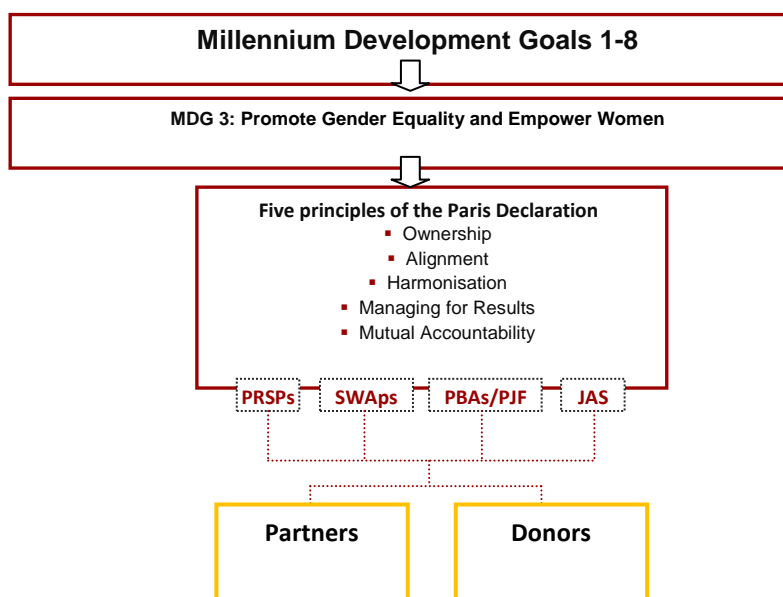 Millennium Development Goals 1-8
MDG 3: Promote Gender Equality and Empower Women
Five principles of the Paris Declaration
▪ Ownership
▪ Alignment
▪ Harmonisation
▪ Managing for Results
▪ Mutual Accountability
PRSPs SWAps PBAs/PJF JAS
Partners Donors